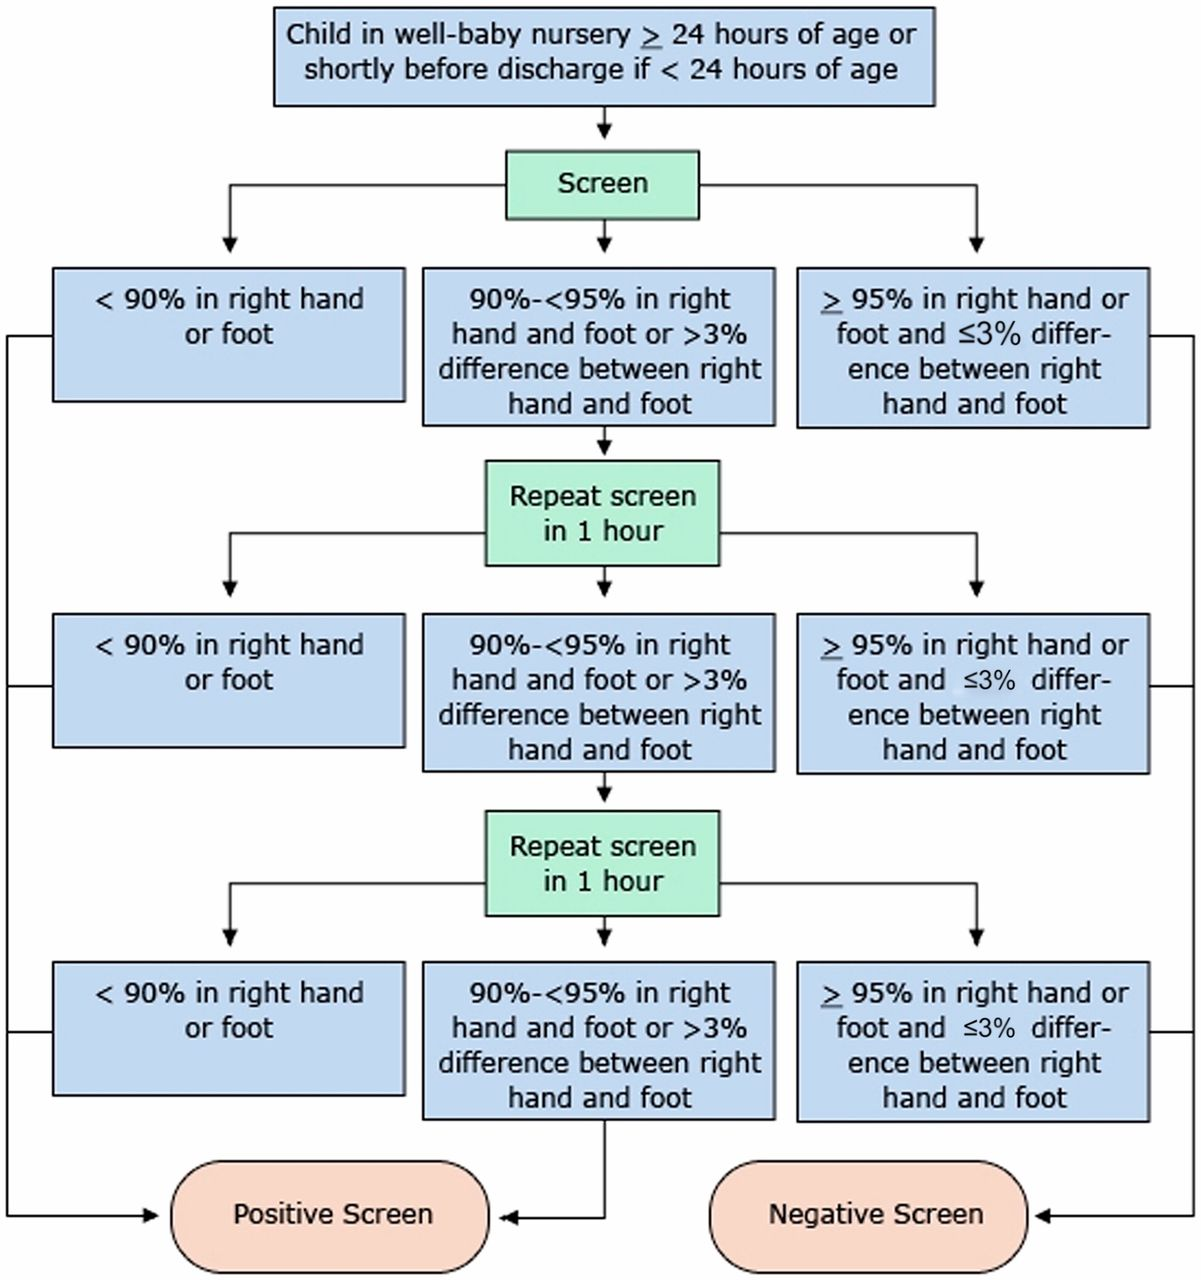 Child in well-baby nursery ≥ 24 hours of age or
shortly before discharge if < 24 hours of age
Screen
< 90% in right hand
or foot
90%-<95% in right
hand and foot or >3%
difference between right
hand and foot
≥ 95% in right hand or
foot and ≤3% differ-
ence between right
hand and foot
Repeat screen
in 1 hour
< 90% in right hand
or foot
90%-<95% in right
hand and foot or >3%
difference between right
hand and foot
≥ 95% in right hand or
foot and ≤3% differ-
ence between right
hand and foot
Repeat screen
in 1 hour
< 90% in right hand
or foot
90%-<95% in right
hand and foot or >3%
difference between right
hand and foot
≥ 95% in right hand or
foot and ≤3% differ-
ence between right
hand and foot
Positive Screen
Negative Screen